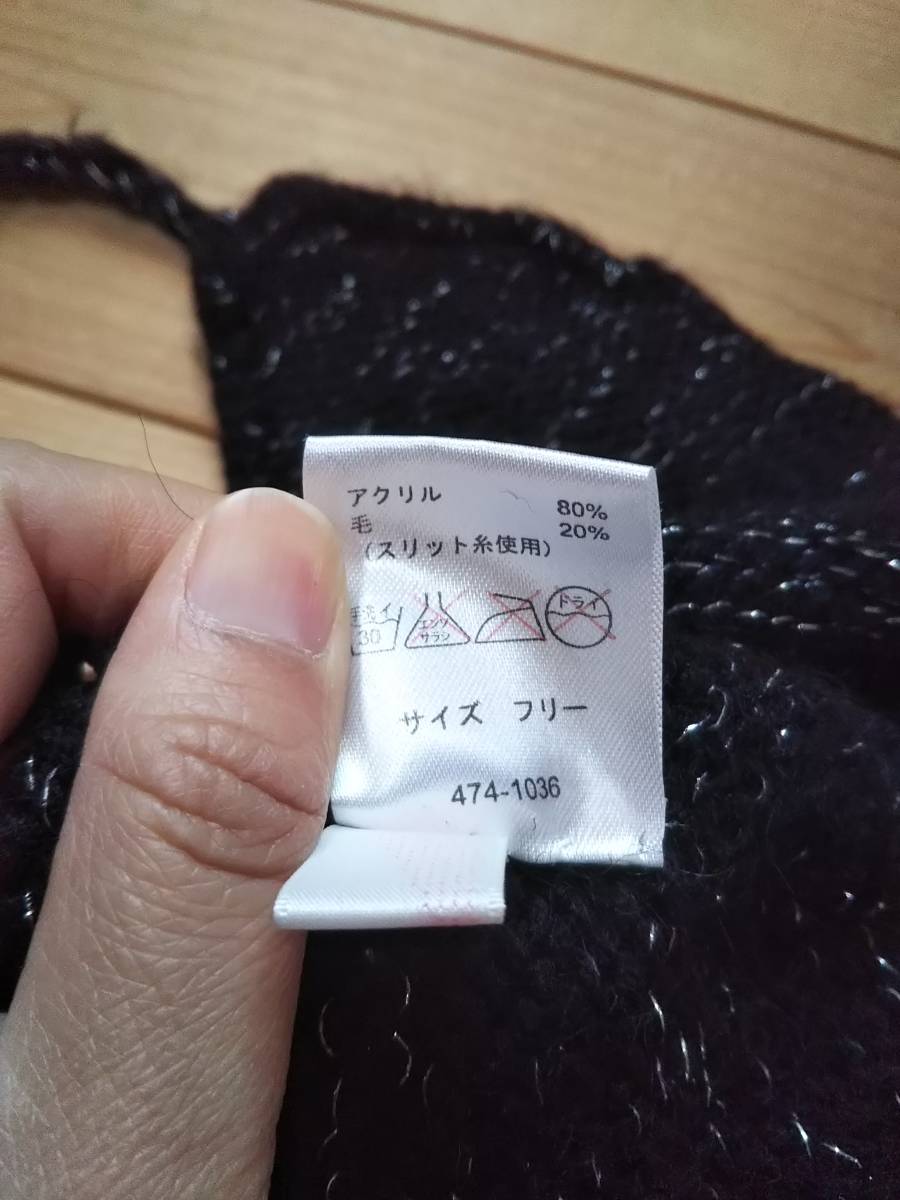 アクリル 80%
毛 20%
(スリット糸使用)
手洗イ
30
エンソ
サラシ
ドライ
サイズ フリー
474-1036